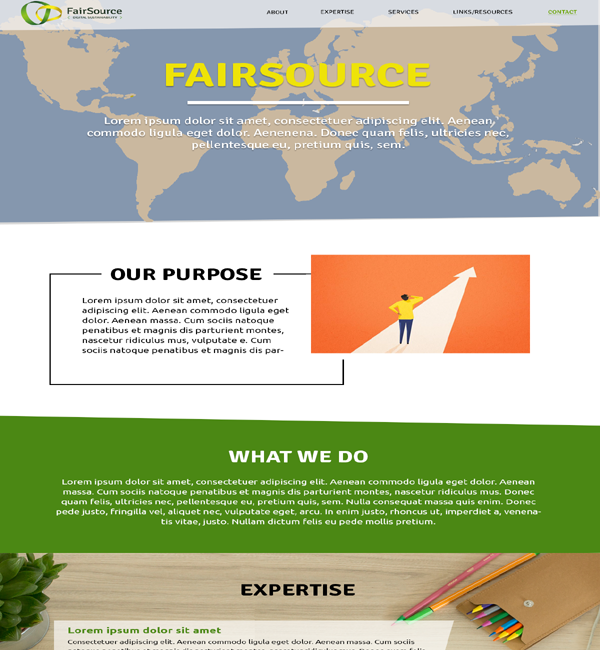 FairSource
DIGITAL SUSTAINABILITY
ABOUT
EXPERTISE
SERVICES
LINKS/RESOURCES
CONTACT
FAIRSOURCE
Lorem ipsum dolor sit amet, consectetuer adipiscing elit. Aenean
commodo ligula eget dolor. Aenenena. Donec quam felis, ultricies nec,
pellentesque eu, pretium quis, sem.
OUR PURPOSE
Lorem ipsum dolor sit amet, consectetuer
adipiscing elit. Aenean commodo ligula eget
dolor. Aenean massa. Cum sociis natoque
penatibus et magnis dis parturient montes,
nascetur ridiculus mus, vulputate e. Cum
sociis natoque penatibus et magnis dis par-
WHAT WE DO
Lorem ipsum dolor sit amet, consectetuer adipiscing elit. Aenean commodo ligula eget dolor. Aenean
massa. Cum sociis natoque penatibus et magnis dis parturient montes, nascetur ridiculus mus. Donec
quam felis, ultricies nec, pellentesque eu, pretium quis, sem. Nulla consequat massa quis enim. Donec
pede justo, fringilla vel, aliquet nec, vulputate eget, arcu. In enim justo, rhoncus ut, imperdiet a, venena-
tis vitae, justo. Nullam dictum felis eu pede mollis pretium.
EXPERTISE
Lorem ipsum dolor sit amet
Consectetuer adipiscing elit. Aenean commodo ligula eget dolor. Aenean massa. Cum sociis